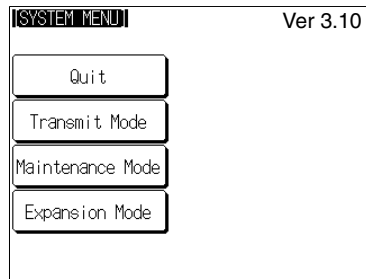 [SYSTEM MENU]
Ver 3.10
Quit
Transmit Mode
Maintenance Mode
Expansion Mode